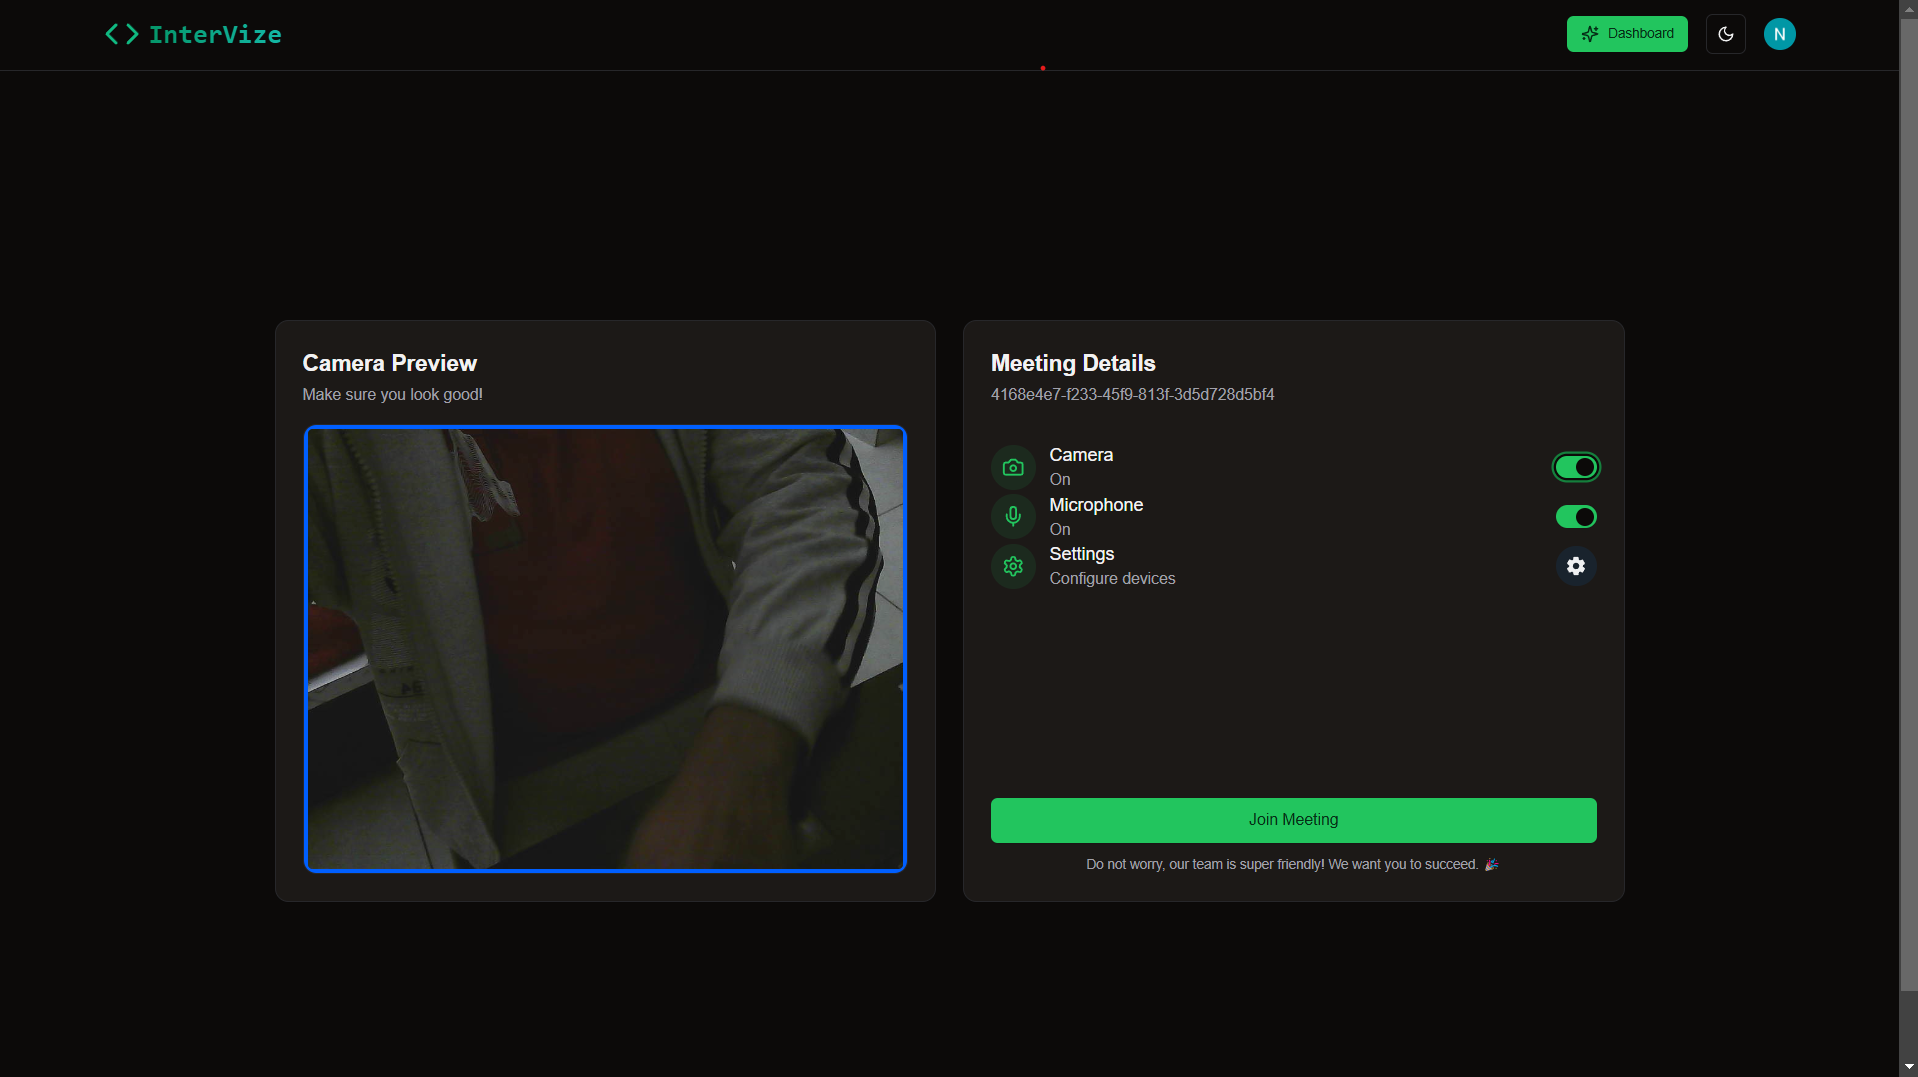 <> InterVize
Dashboard
N
Camera Preview
Make sure you look good!
Meeting Details
4168e4e7-f233-45f9-813f-3d5d728d5bf4
Camera
On
Microphone
On
Settings
Configure devices
Join Meeting
Do not worry, our team is super friendly! We want you to succeed. 🎉